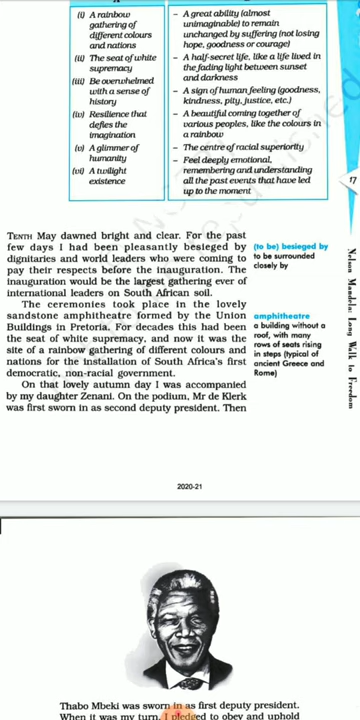 (i) A rainbow
gathering of
different colours
and nations
(ii) The seat of white
supremacy
(iii) Be overwhelmed
with a sense of
history
(iv) Resilience that
defies the
imagination
(v) A glimmer of
humanity
(vi) A twilight
existence
– A great ability (almost
unimaginable) to remain
unchanged by suffering (not losing
hope, goodness or courage)
– A half-secret life, like a life lived in
the fading light between sunset
and darkness
– A sign of human feeling (goodness,
kindness, pity, justice, etc.)
– A beautiful coming together of
various peoples, like the colours in
a rainbow
– The centre of racial superiority
– Feel deeply emotional,
remembering and understanding
all the past events that have led
up to the moment
17
Nelson Mandela: Long Walk to Freedom
TENTH May dawned bright and clear. For the past
few days I had been pleasantly besieged by
dignitaries and world leaders who were coming to
pay their respects before the inauguration. The
inauguration would be the largest gathering ever of
international leaders on South African soil.
The ceremonies took place in the lovely
sandstone amphitheatre formed by the Union
Buildings in Pretoria. For decades this had been
the seat of white supremacy, and now it was the
site of a rainbow gathering of different colours and
nations for the installation of South Africa's first
democratic, non-racial government.
On that lovely autumn day I was accompanied
by my daughter Zenani. On the podium, Mr de Klerk
was first sworn in as second deputy president. Then
(to be) besieged by
to be surrounded
closely by
amphitheatre
a building without a
roof, with many
rows of seats rising
in steps (typical of
ancient Greece and
Rome)
2020-21
Thabo Mbeki was sworn in as first deputy president.
When it was my turn, I pledged to obey and uphold